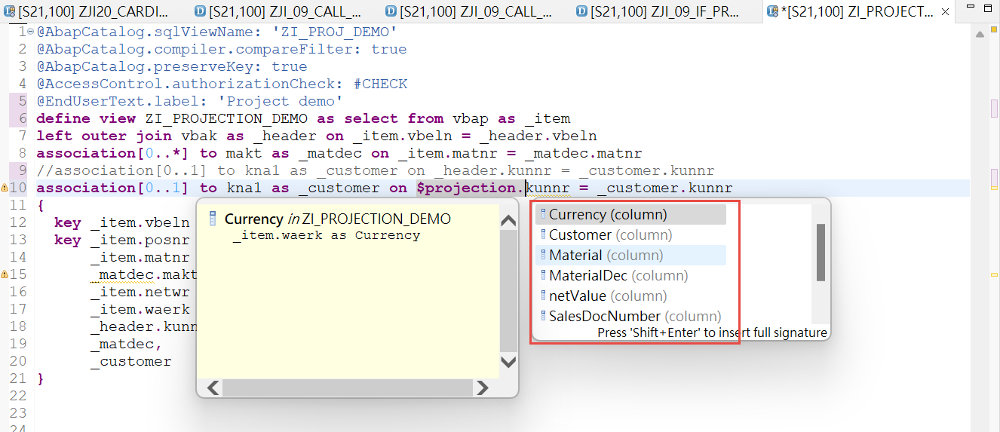 [S21,100] ZJI20_CARDI... [S21,100] ZJI_09_CALL_... [S21,100] ZJI_09_CALL_... [S21,100] ZJI_09_IF_PR... *[S21,100] ZI_PROJECT...
1 @AbapCatalog.sqlViewName: 'ZI_PROJ_DEMO'
2 @AbapCatalog.compiler.compareFilter: true
3 @AbapCatalog.preserveKey: true
4 @AccessControl.authorizationCheck: #CHECK
5 @EndUserText.label: 'Project demo'
6 define view ZI_PROJECTION_DEMO as select from vbap as _item
7 left outer join vbak as _header on _item.vbeln = _header.vbeln
8 association[0..*] to makt as _matdec on _item.matnr = _matdec.matnr
9 //association[0..1] to kna1 as _customer on _header.kunnr = _customer.kunnr
10 association[0..1] to kna1 as _customer on $projection.kunnr = _customer.kunnr
11 {
12 key _item.vbeln
13 key _item.posnr
14 _item.matnr
15 _matdec.makt
16 _item.netwr
17 _item.waerk
18 _header.kunn
19 _matdec,
20 _customer
21 }
22
23
24
Currency in ZI_PROJECTION_DEMO
_item.waerk as Currency
Currency (column)
Customer (column)
Material (column)
MaterialDec (column)
netValue (column)
SalesDocNumber (column)
Press 'Shift+Enter' to insert full signature